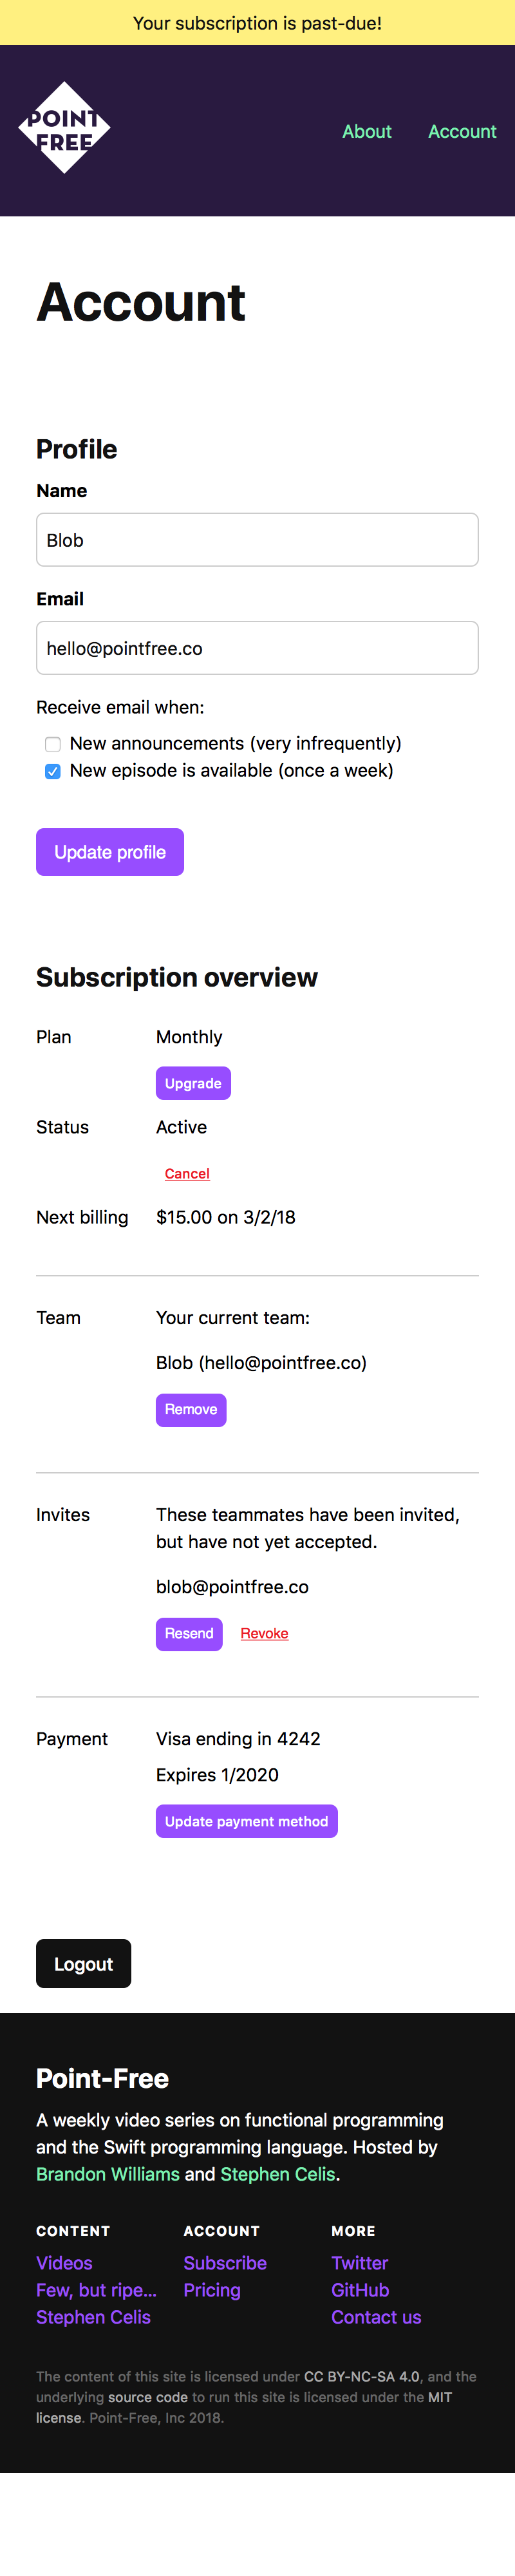 Your subscription is past-due!
POINT
FREE
About Account
Account
Profile
Name
Blob
Email
hello@pointfree.co
Receive email when:
New announcements (very infrequently)
New episode is available (once a week)
Update profile
Subscription overview
Plan Monthly
Upgrade
Status Active
Cancel
Next billing $15.00 on 3/2/18
Team Your current team:
Blob (hello@pointfree.co)
Remove
Invites These teammates have been invited,
but have not yet accepted.
blob@pointfree.co
Resend Revoke
Payment Visa ending in 4242
Expires 1/2020
Update payment method
Logout
Point-Free
A weekly video series on functional programming
and the Swift programming language. Hosted by
Brandon Williams and Stephen Celis.
CONTENT ACCOUNT MORE
Videos Subscribe Twitter
Few, but ripe... Pricing GitHub
Stephen Celis Contact us
The content of this site is licensed under CC BY-NC-SA 4.0, and the
underlying source code to run this site is licensed under the MIT
license. Point-Free, Inc 2018.